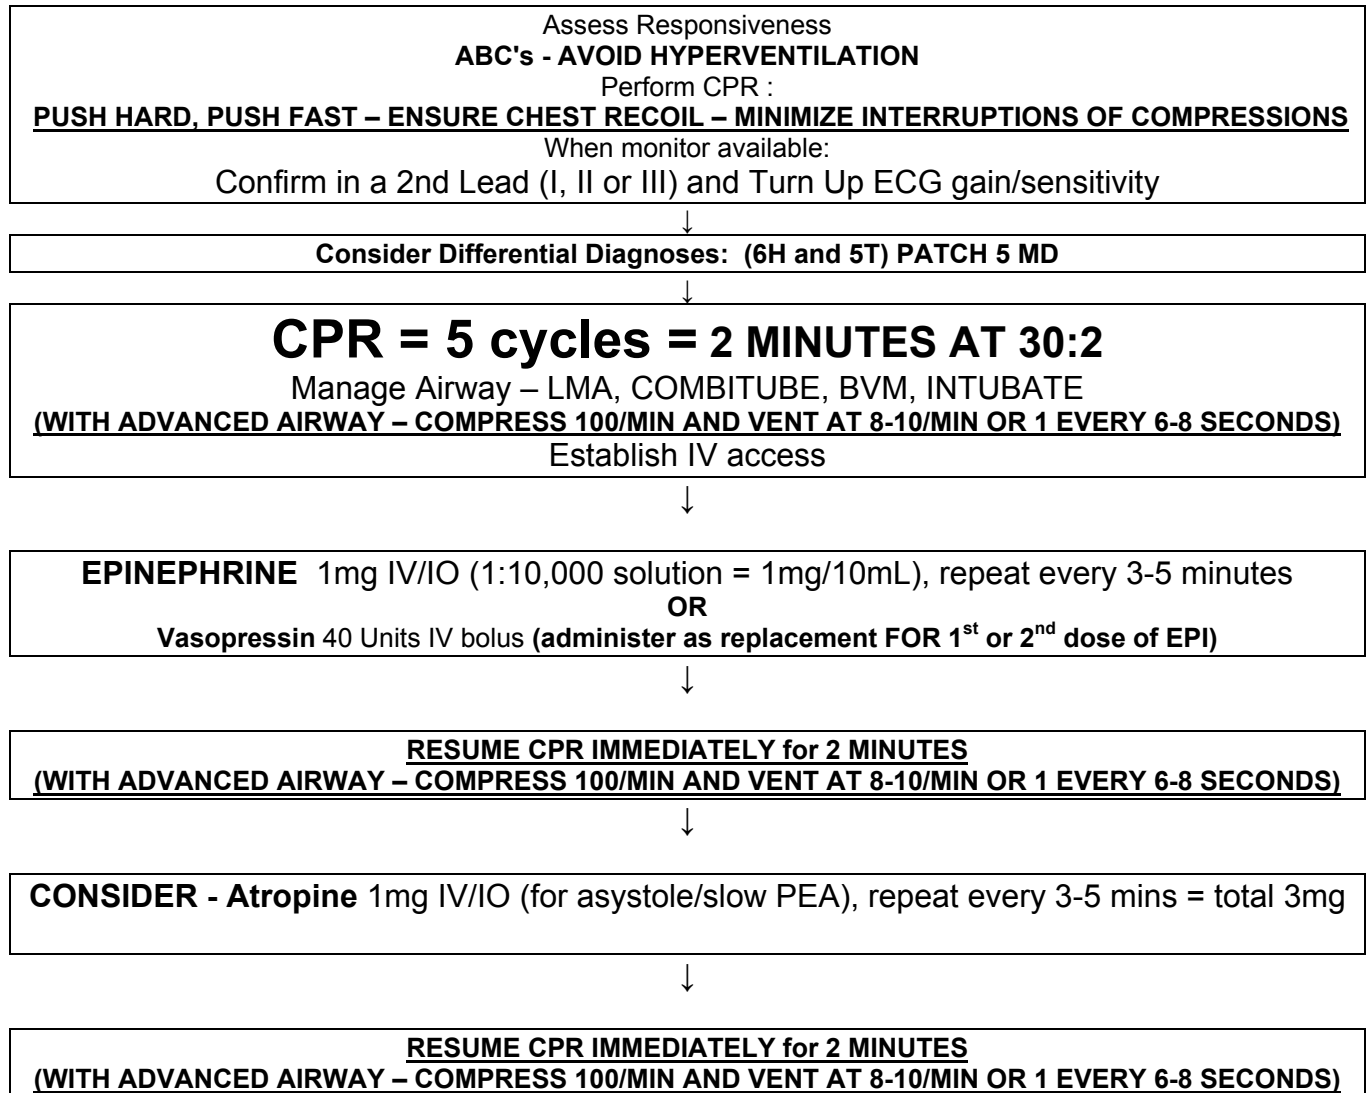 Assess Responsiveness
ABC's - AVOID HYPERVENTILATION
Perform CPR :
PUSH HARD, PUSH FAST – ENSURE CHEST RECOIL – MINIMIZE INTERRUPTIONS OF COMPRESSIONS
When monitor available:
Confirm in a 2nd Lead (I, II or III) and Turn Up ECG gain/sensitivity
↓
Consider Differential Diagnoses:  (6H and 5T) PATCH 5 MD
↓
CPR = 5 cycles = 2 MINUTES AT 30:2
Manage Airway – LMA, COMBITUBE, BVM, INTUBATE
(WITH ADVANCED AIRWAY – COMPRESS 100/MIN AND VENT AT 8-10/MIN OR 1 EVERY 6-8 SECONDS)
Establish IV access
↓
EPINEPHRINE  1mg IV/IO (1:10,000 solution = 1mg/10mL), repeat every 3-5 minutes
OR
Vasopressin 40 Units IV bolus (administer as replacement FOR 1st or 2nd dose of EPI)
↓
RESUME CPR IMMEDIATELY for 2 MINUTES
(WITH ADVANCED AIRWAY – COMPRESS 100/MIN AND VENT AT 8-10/MIN OR 1 EVERY 6-8 SECONDS)
↓
CONSIDER - Atropine 1mg IV/IO (for asystole/slow PEA), repeat every 3-5 mins = total 3mg
↓
RESUME CPR IMMEDIATELY for 2 MINUTES
(WITH ADVANCED AIRWAY – COMPRESS 100/MIN AND VENT AT 8-10/MIN OR 1 EVERY 6-8 SECONDS)